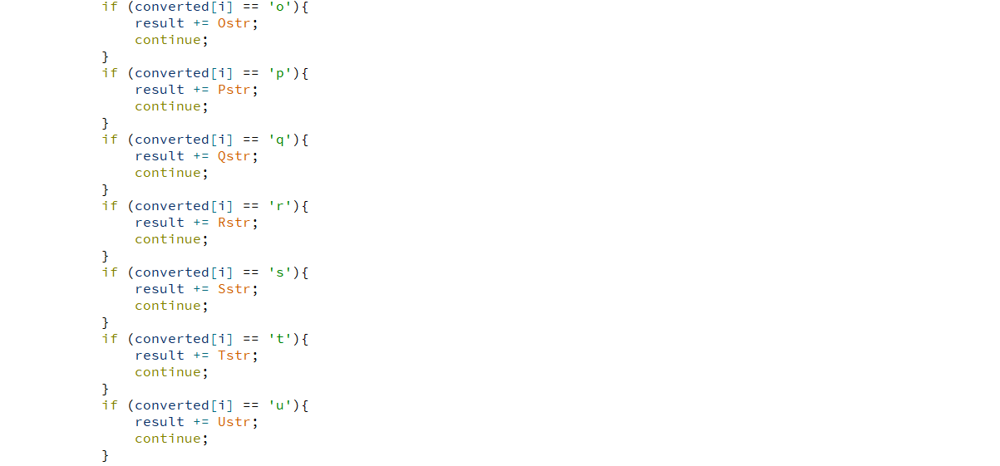 if (converted[i] == 'o'){
result += Ostr;
continue;
}
if (converted[i] == 'p'){
result += Pstr;
continue;
}
if (converted[i] == 'q'){
result += Qstr;
continue;
}
if (converted[i] == 'r'){
result += Rstr;
continue;
}
if (converted[i] == 's'){
result += Sstr;
continue;
}
if (converted[i] == 't'){
result += Tstr;
continue;
}
if (converted[i] == 'u'){
result += Ustr;
continue;
}